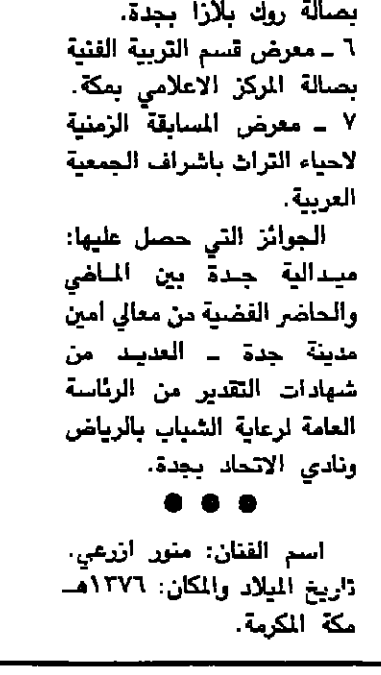 بصالة روك بلازا بجدة.
٦ ــ معرض قسم التربية الفنية
بصالة المركز الاعلامي بمكة.
٧ ــ معرض المسابقة الزمنية
لاحياء التراث باشراف الجمعية
العربية.
الجوائز التي حصل عليها:
ميدالية جدة بين الماضي
والحاضر الفضية من معالي امين
مدينة جدة ــ العديد من
شهادات التقدير من الرئاسة
العامة لرعاية الشباب بالرياض
ونادي الاتحاد بجدة.
● ● ●
اسم الفنان: منور ازرعي.
تاريخ الميلاد والمكان: ١٣٧٦هـ
مكة المكرمة.